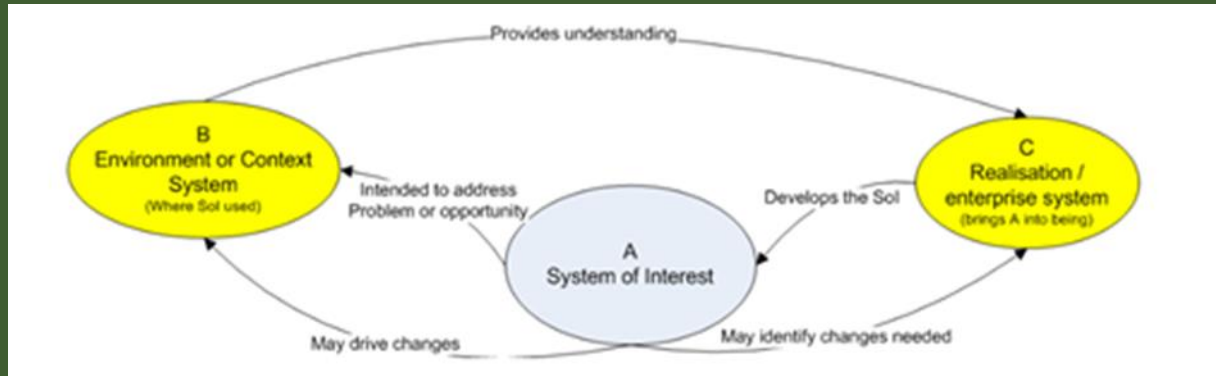 Provides understanding
B
Environment or Context
System
(Where SoI used)
C
Realisation /
enterprise system
(brings A into being)
Intended to address
Problem or opportunity
Develops the SoI
A
System of Interest
May drive changes
May identify changes needed